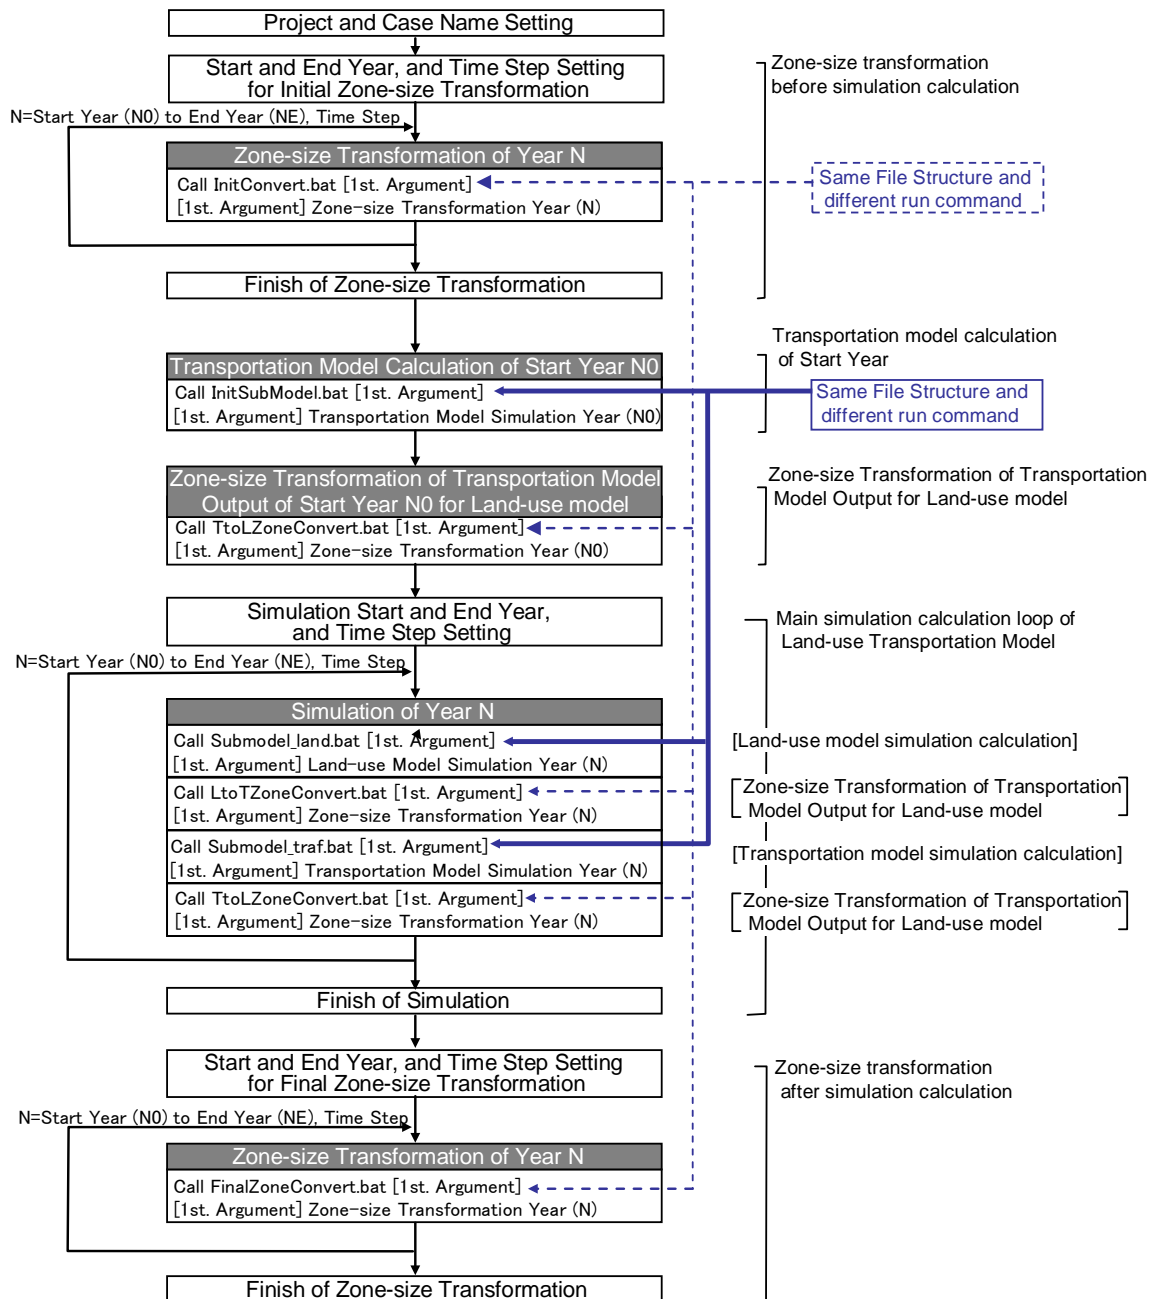 Project and Case Name Setting
Start and End Year, and Time Step Setting
for Initial Zone-size Transformation
Zone-size transformation
before simulation calculation
N=Start Year (N0) to End Year (NE), Time Step
Zone-size Transformation of Year N
Call InitConvert.bat [1st. Argument]
[1st. Argument] Zone-size Transformation Year (N)
Same File Structure and
different run command
Finish of Zone-size Transformation
Transportation model calculation
of Start Year
Transportation Model Calculation of Start Year N0
Call InitSubModel.bat [1st. Argument]
[1st. Argument] Transportation Model Simulation Year (N0)
Same File Structure and
different run command
Zone-size Transformation of Transportation Model
Output of Start Year N0 for Land-use model
Call TtoLZoneConvert.bat [1st. Argument]
[1st. Argument] Zone-size Transformation Year (N0)
Zone-size Transformation of Transportation
Model Output for Land-use model
Simulation Start and End Year,
and Time Step Setting
Main simulation calculation loop of
Land-use Transportation Model
N=Start Year (N0) to End Year (NE), Time Step
Simulation of Year N
Call Submodel_land.bat [1st. Argument]
[1st. Argument] Land-use Model Simulation Year (N)
[Land-use model simulation calculation]
Call LtoTZoneConvert.bat [1st. Argument]
[1st. Argument] Zone-size Transformation Year (N)
Zone-size Transformation of Transportation
Model Output for Land-use model
Call Submodel_traf.bat [1st. Argument]
[1st. Argument] Transportation Model Simulation Year (N)
[Transportation model simulation calculation]
Call TtoLZoneConvert.bat [1st. Argument]
[1st. Argument] Zone-size Transformation Year (N)
Zone-size Transformation of Transportation
Model Output for Land-use model
Finish of Simulation
Start and End Year, and Time Step Setting
for Final Zone-size Transformation
Zone-size transformation
after simulation calculation
N=Start Year (N0) to End Year (NE), Time Step
Zone-size Transformation of Year N
Call FinalZoneConvert.bat [1st. Argument]
[1st. Argument] Zone-size Transformation Year (N)
Finish of Zone-size Transformation